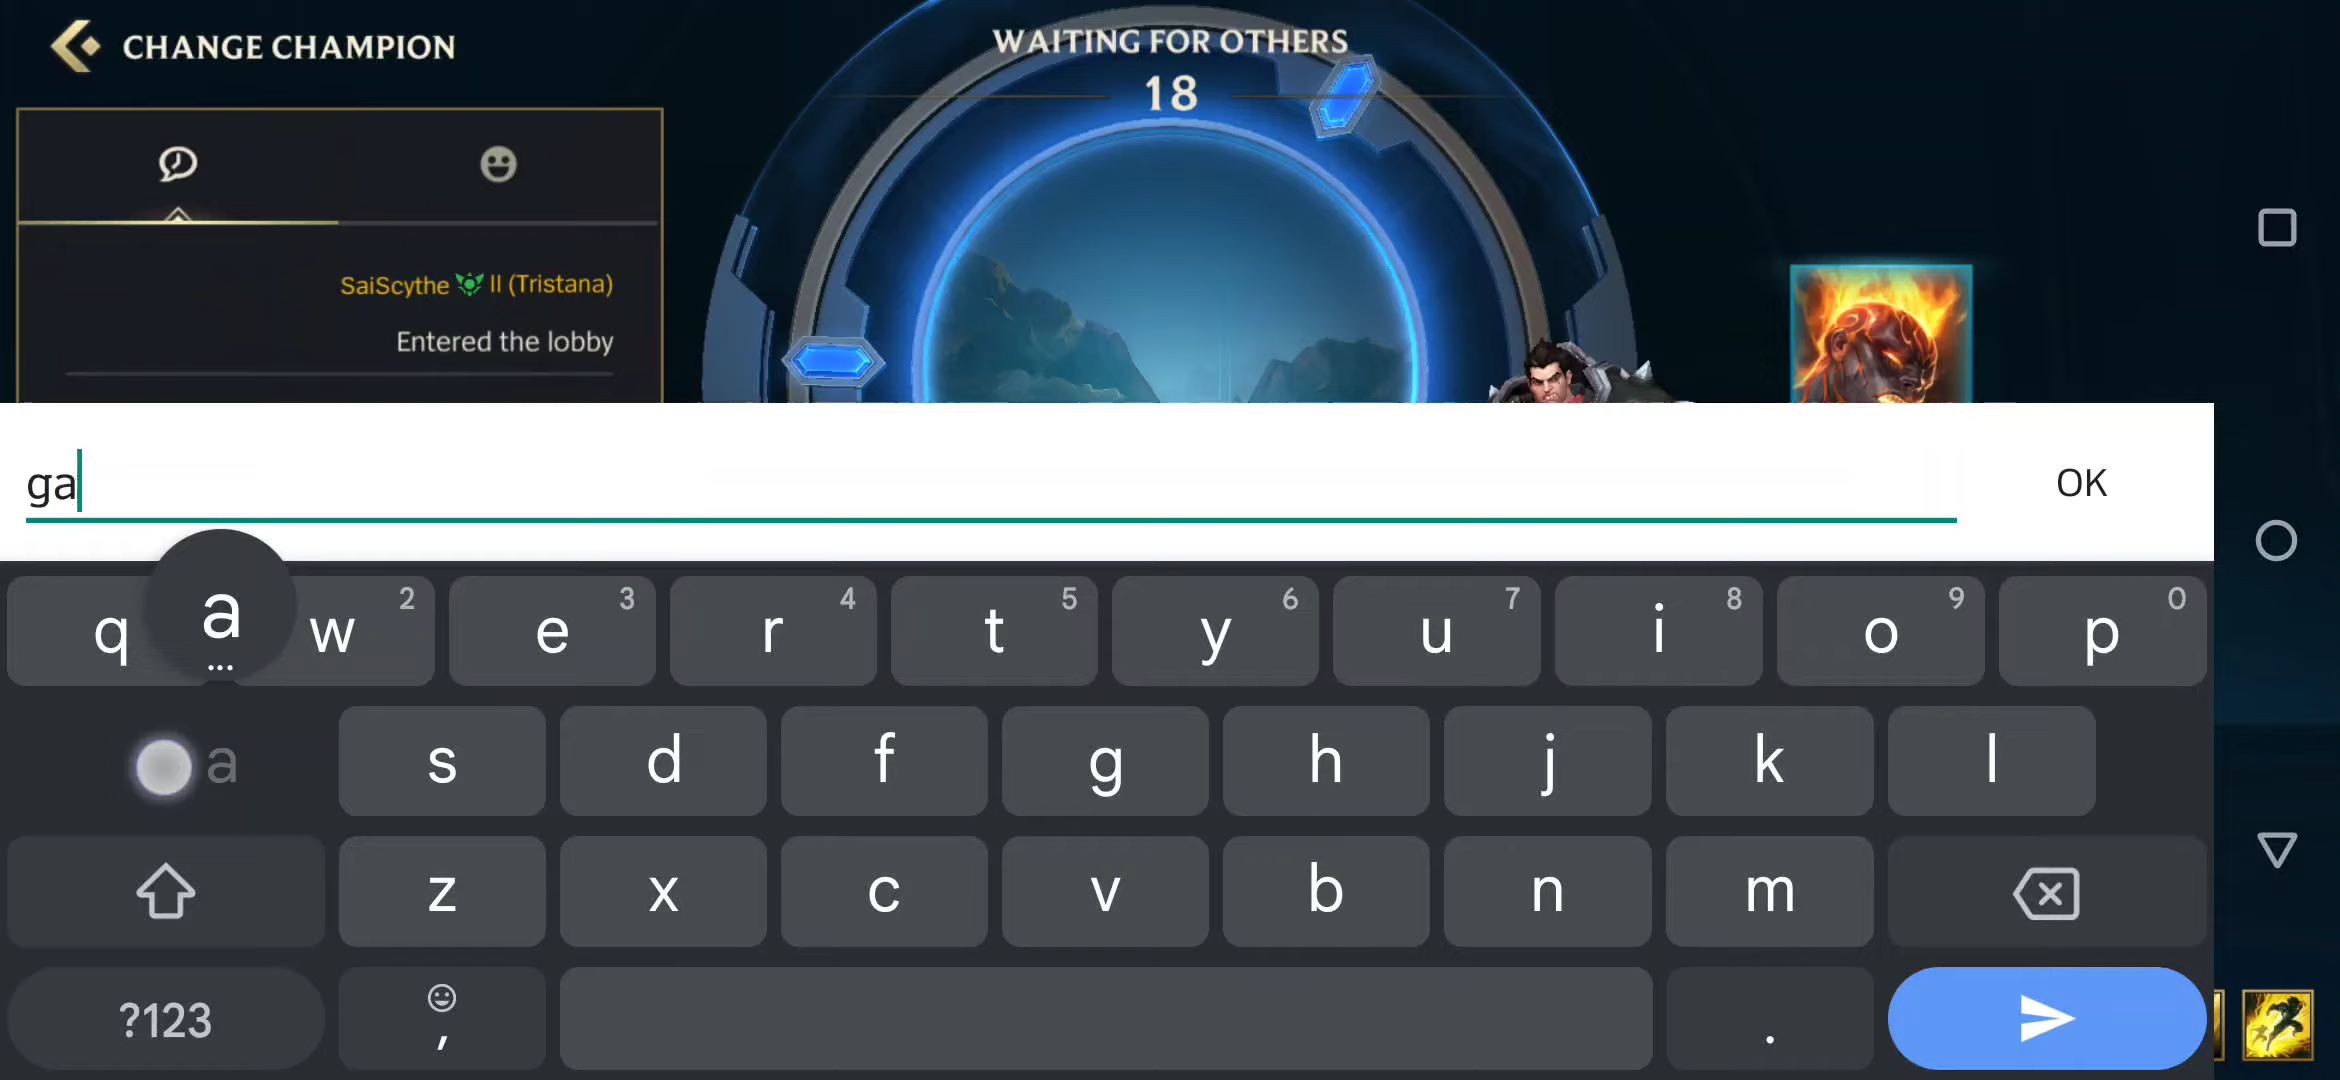 CHANGE CHAMPION
WAITING FOR OTHERS
18
SaiScythe II (Tristana)
Entered the lobby
ga
OK
a
q w 2 e 3 r 4 t 5 y 6 u 7 i 8 o 9 p 0
a s d f g h j k l
z x c v b n m
?123 , .